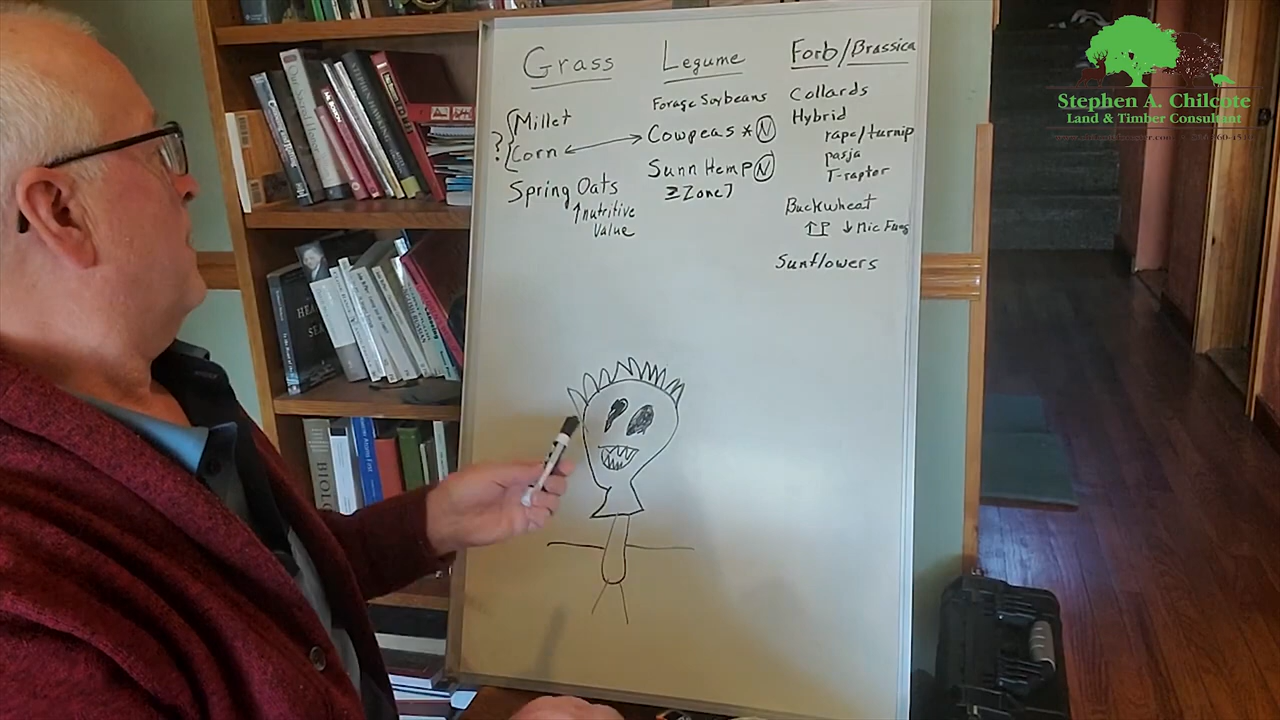 Grass
? { Millet
Corn
Spring Oats
↑nutritive
value
Legume
Forage Soybeans
Cowpeas * N
Sunn Hemp N
≥Zone 7
Forb/Brassica
Collards
Hybrid
rape/turnip
pasja
T-raptor
Buckwheat
↑P ↓Mic Fung
Sunflowers
Stephen A. Chilcote
Land & Timber Consultant